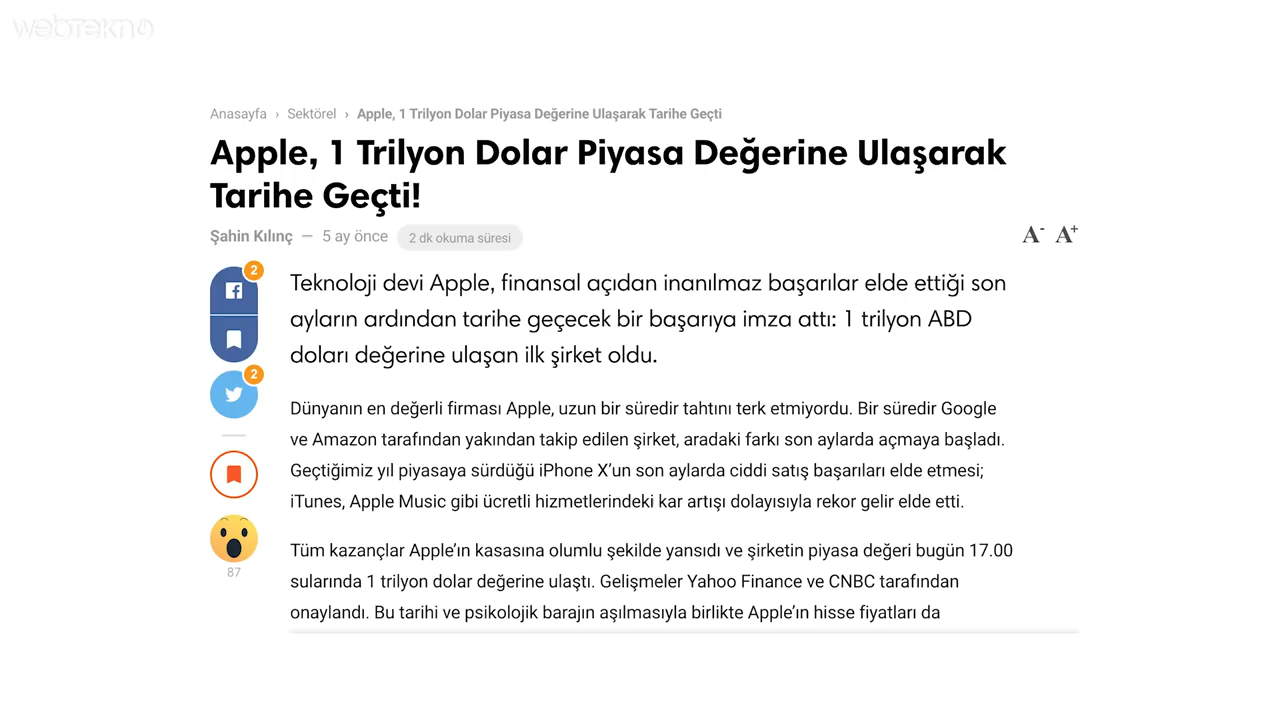 webtekno
Anasayfa › Sektörel › Apple, 1 Trilyon Dolar Piyasa Değerine Ulaşarak Tarihe Geçti
Apple, 1 Trilyon Dolar Piyasa Değerine Ulaşarak
Tarihe Geçti!
Şahin Kılınç — 5 ay önce 2 dk okuma süresi
A- A+
2
Teknoloji devi Apple, finansal açıdan inanılmaz başarılar elde ettiği son
ayların ardından tarihe geçecek bir başarıya imza attı: 1 trilyon ABD
doları değerine ulaşan ilk şirket oldu.
2
Dünyanın en değerli firması Apple, uzun bir süredir tahtını terk etmiyordu. Bir süredir Google
ve Amazon tarafından yakından takip edilen şirket, aradaki farkı son aylarda açmaya başladı.
Geçtiğimiz yıl piyasaya sürdüğü iPhone X’un son aylarda ciddi satış başarıları elde etmesi;
iTunes, Apple Music gibi ücretli hizmetlerindeki kar artışı dolayısıyla rekor gelir elde etti.
87
Tüm kazançlar Apple’ın kasasına olumlu şekilde yansıdı ve şirketin piyasa değeri bugün 17.00
sularında 1 trilyon dolar değerine ulaştı. Gelişmeler Yahoo Finance ve CNBC tarafından
onaylandı. Bu tarihi ve psikolojik barajın aşılmasıyla birlikte Apple’ın hisse fiyatları da